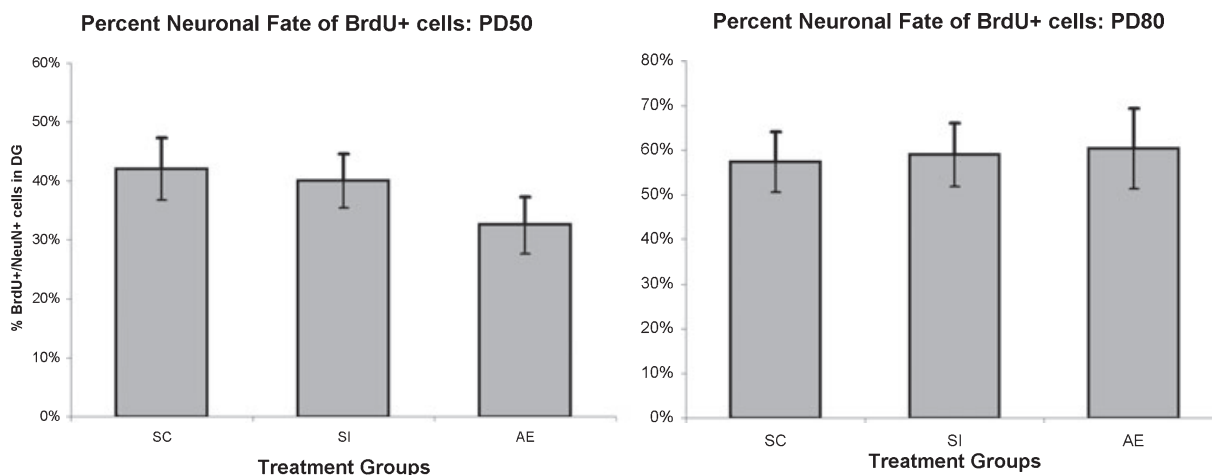 Percent Neuronal Fate of BrdU+ cells: PD50
60%
50%
40%
30%
20%
10%
0%
% BrdU+/NeuN+ cells in DG
SC
SI
AE
Treatment Groups
Percent Neuronal Fate of BrdU+ cells: PD80
80%
70%
60%
50%
40%
30%
20%
10%
0%
SC
SI
AE
Treatment Groups